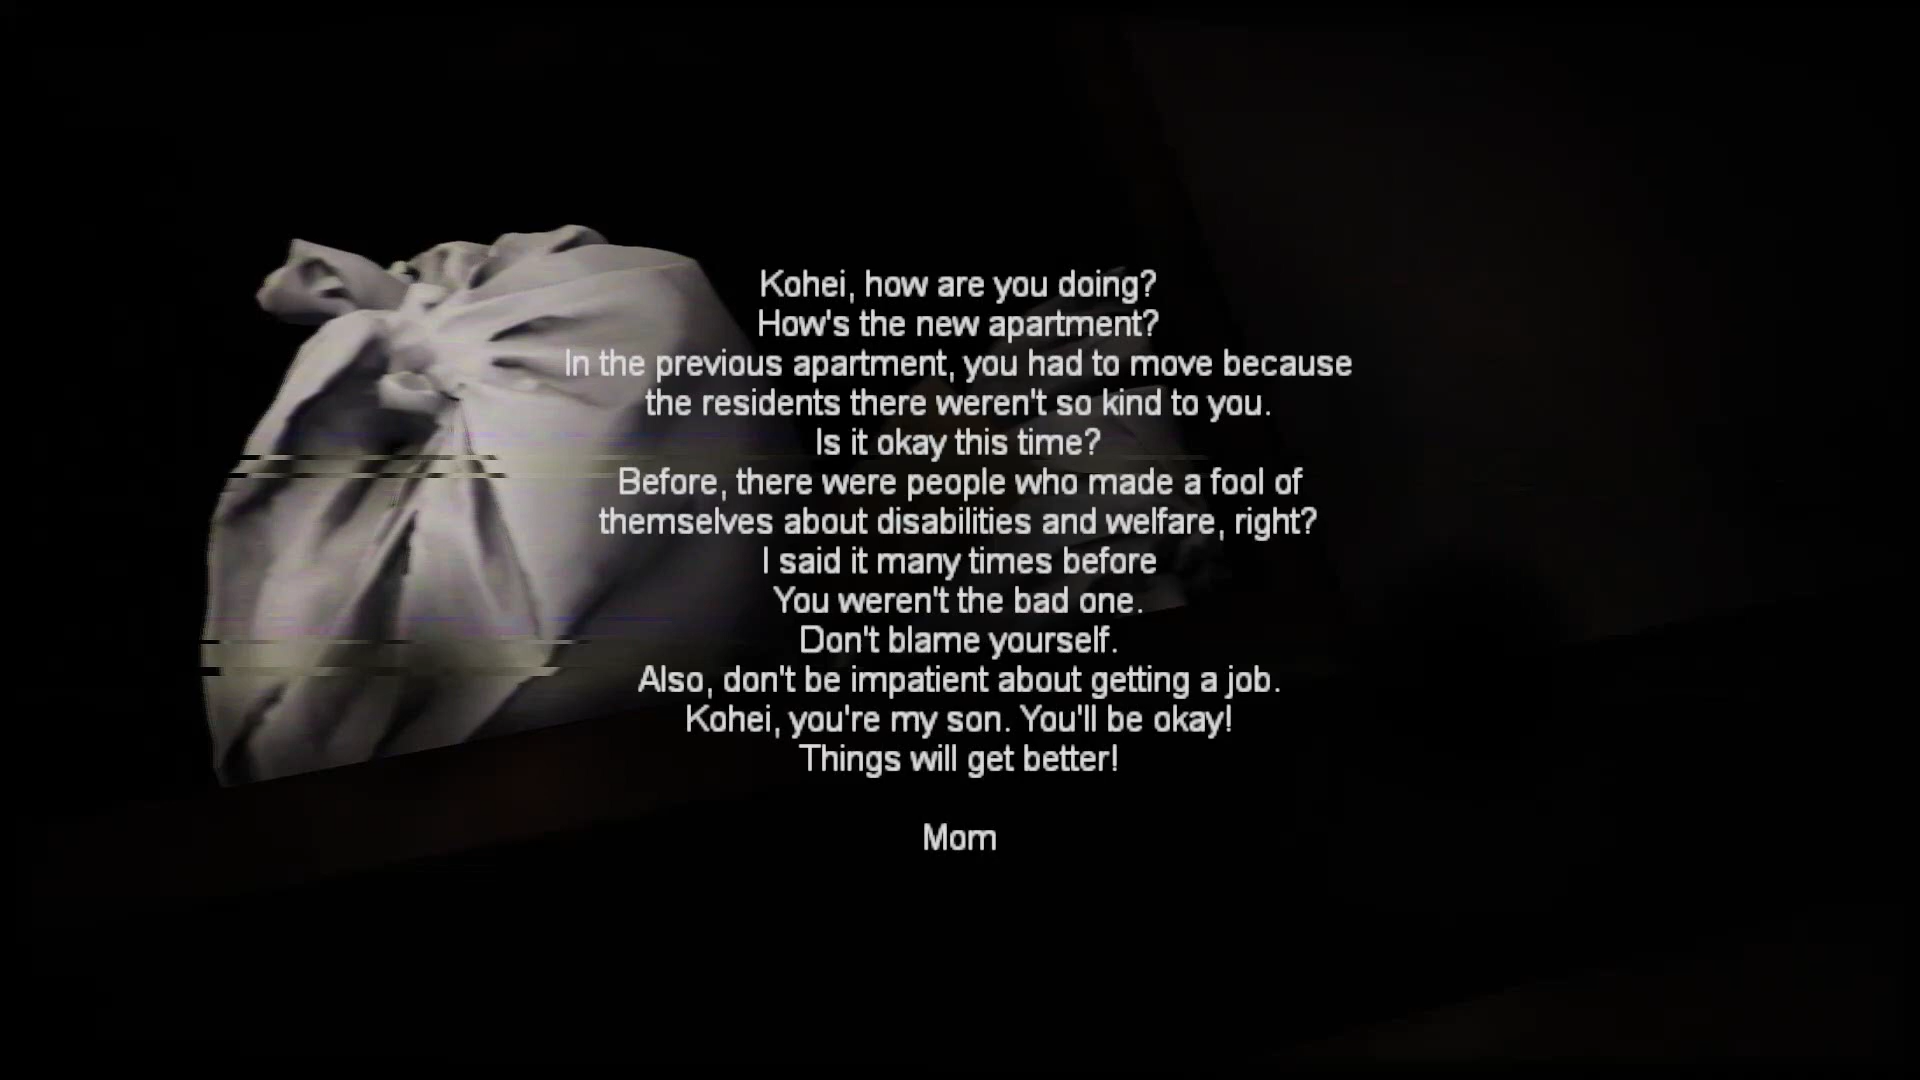 Kohei, how are you doing?
How's the new apartment?
In the previous apartment, you had to move because
the residents there weren't so kind to you.
Is it okay this time?
Before, there were people who made a fool of
themselves about disabilities and welfare, right?
I said it many times before
You weren't the bad one.
Don't blame yourself.
Also, don't be impatient about getting a job.
Kohei, you're my son. You'll be okay!
Things will get better!
Mom